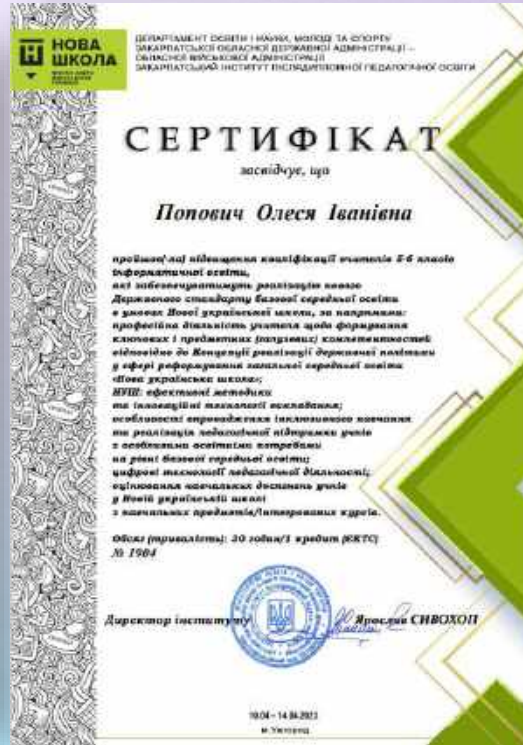 НОВА
ШКОЛА
ДЕПАРТАМЕНТ ОСВІТИ І НАУКИ, МОЛОДІ ТА СПОРТУ
ЗАКАРПАТСЬКОЇ ОБЛАСНОЇ ДЕРЖАВНОЇ АДМІНІСТРАЦІЇ –
ОБЛАСНОЇ ВІЙСЬКОВОЇ АДМІНІСТРАЦІЇ
ЗАКАРПАТСЬКИЙ ІНСТИТУТ ПІСЛЯДИПЛОМНОЇ ПЕДАГОГІЧНОЇ ОСВІТИ
СЕРТИФІКАТ
засвідчує, що
Попович Олеся Іванівна
пройшов(-ла) підвищення кваліфікації вчителів 5-6 класів
інформатичної освіти,
які забезпечуватимуть реалізацію нового
Державного стандарту базової середньої освіти
в умовах Нової української школи, за напрямами:
професійна діяльність учителя щодо формування
ключових і предметних (галузевих) компетентностей
відповідно до Концепції реалізації державної політики
у сфері реформування загальної середньої освіти
«Нова українська школа»;
НУШ: ефективні методики
та інноваційні технології викладання;
особливості впровадження інклюзивного навчання
та реалізація педагогічної підтримки учнів
з особливими освітніми потребами
на рівні базової середньої освіти;
цифрові технології педагогічної діяльності;
оцінювання навчальних досягнень учнів
у Новій українській школі
з навчальних предметів/інтегрованих курсів.
Обсяг (тривалість): 30 годин/1 кредит (ЄКТС)
№ 1984
Директор інституту Ярослав СИВОХОП
10.04 – 14.04.2023
м.Ужгород